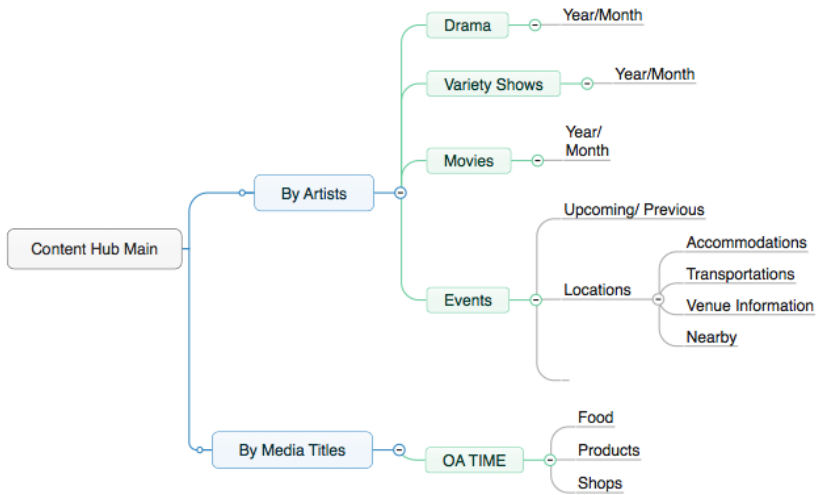 Drama
Year/Month
Variety Shows
Year/Month
Movies
Year/
Month
By Artists
Content Hub Main
Events
Upcoming/ Previous
Locations
Accommodations
Transportations
Venue Information
Nearby
By Media Titles
OA TIME
Food
Products
Shops